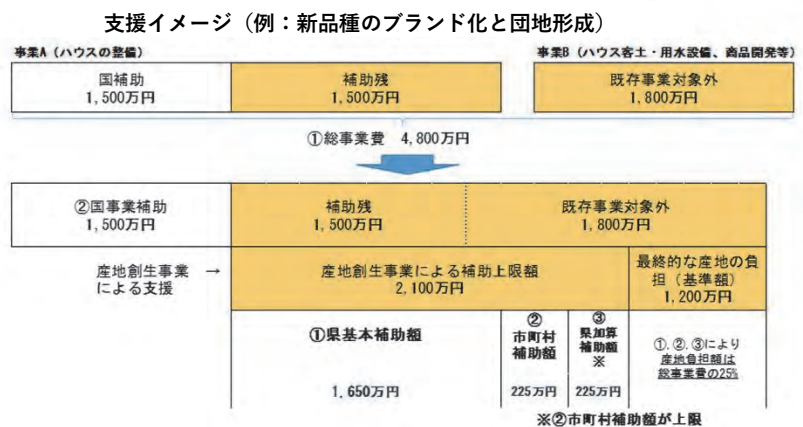 支援イメージ（例：新品種のブランド化と団地形成）
事業A（ハウスの整備）
事業B（ハウス客土・用水設備、商品開発等）
国補助
1,500万円
補助残
1,500万円
既存事業対象外
1,800万円
①総事業費　4,800万円
②国事業補助
1,500万円
補助残
1,500万円
既存事業対象外
1,800万円
産地創生事業　→
による支援
産地創生事業による補助上限額
2,100万円
最終的な産地の負
担（基準額）
1,200万円
①県基本補助額
1,650万円
②
市町村
補助額
225万円
③
県加算
補助額
※
225万円
①、②、③により
産地負担額は
総事業費の25%
※②市町村補助額が上限